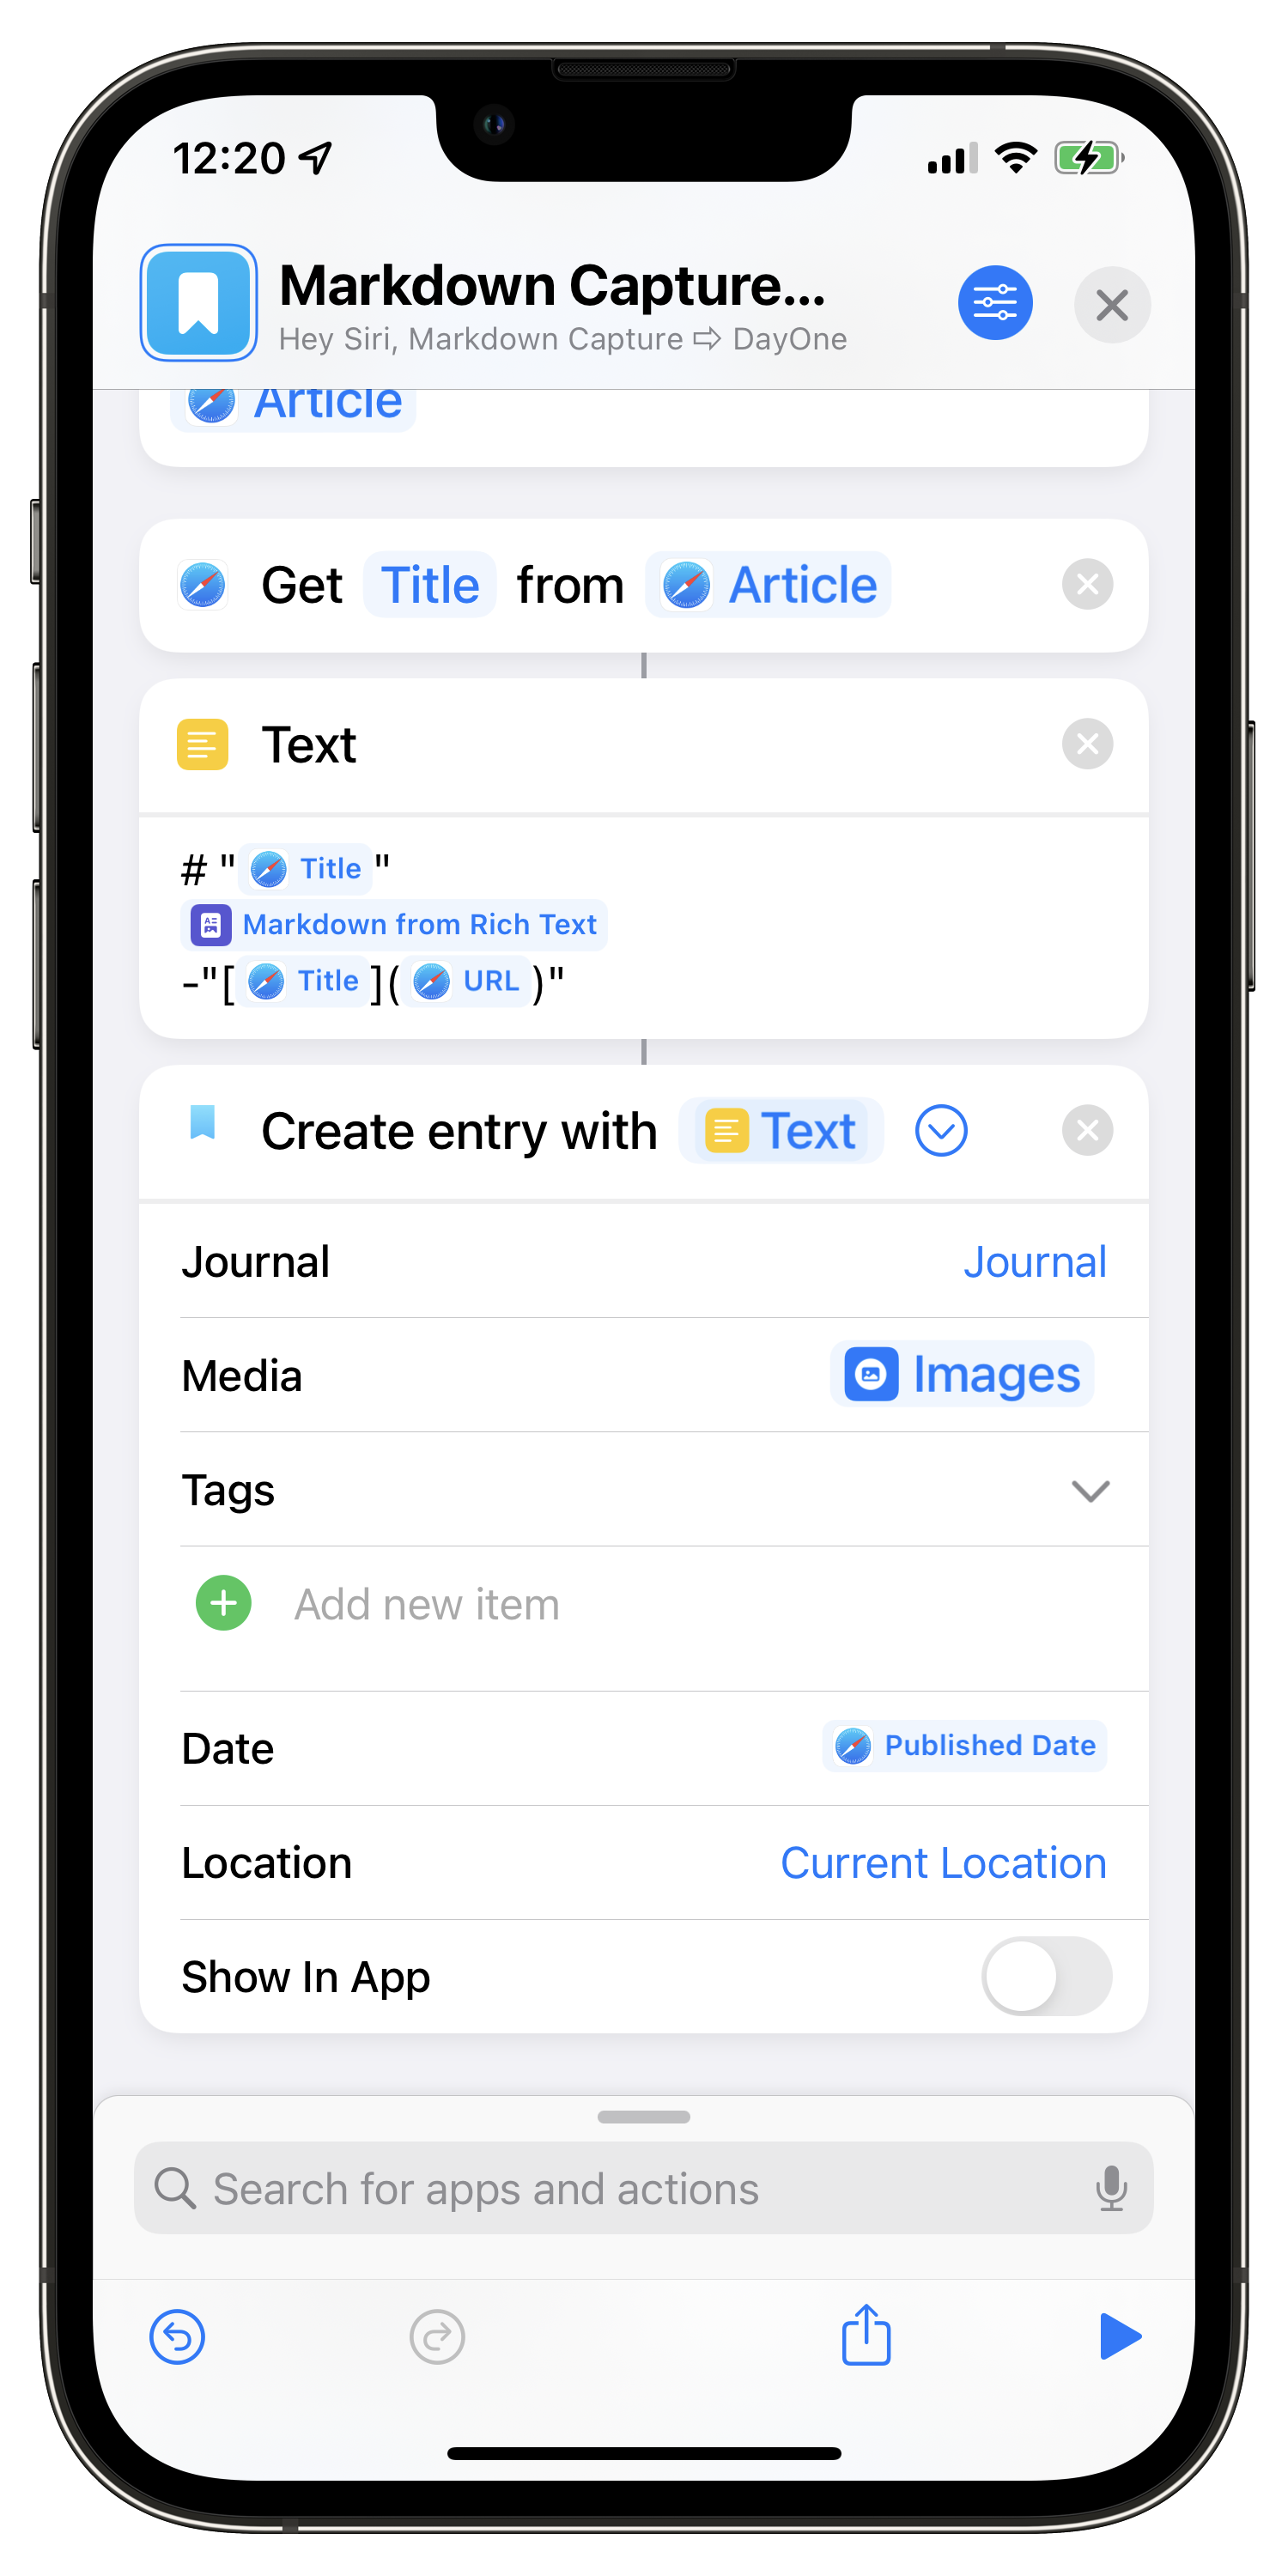 12:20
Markdown Capture...
Hey Siri, Markdown Capture ⇨ DayOne
Article
Get Title from Article
Text
# " Title "
Markdown from Rich Text
-"[ Title ]( URL )"
Create entry with Text
Journal Journal
Media Images
Tags
Add new item
Date Published Date
Location Current Location
Show In App
Search for apps and actions